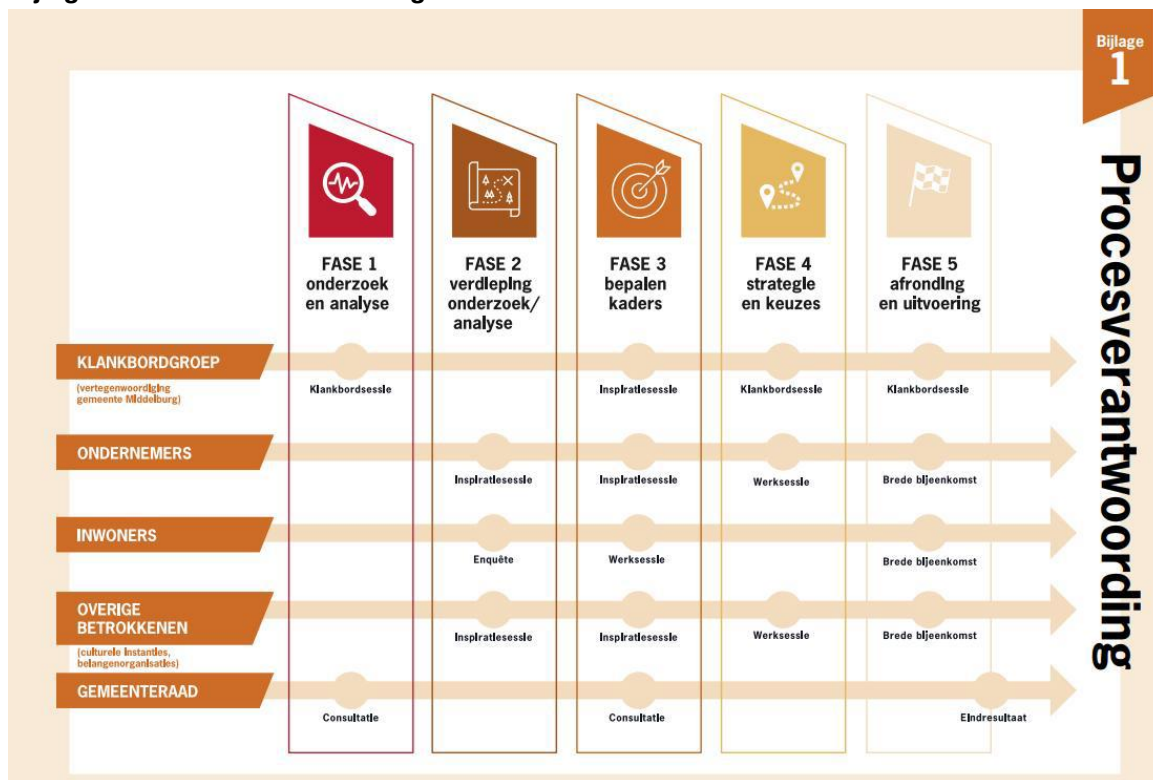 Bijlage
1
Procesverantwoording
FASE 1
onderzoek
en analyse
FASE 2
verdieping
onderzoek/
analyse
FASE 3
bepalen
kaders
FASE 4
strategie
en keuzes
FASE 5
afronding
en uitvoering
KLANKBORDGROEP
(vertegenwoordiging
gemeente Middelburg)
Klankbordsessie
Inspiratiesessie
Klankbordsessie
Klankbordsessie
ONDERNEMERS
Inspiratiesessie
Inspiratiesessie
Werksessie
Brede bijeenkomst
INWONERS
Enquête
Werksessie
Brede bijeenkomst
OVERIGE
BETROKKENEN
(culturele instanties,
belangenorganisaties)
Inspiratiesessie
Inspiratiesessie
Werksessie
Brede bijeenkomst
GEMEENTERAAD
Consultatie
Consultatie
Eindresultaat